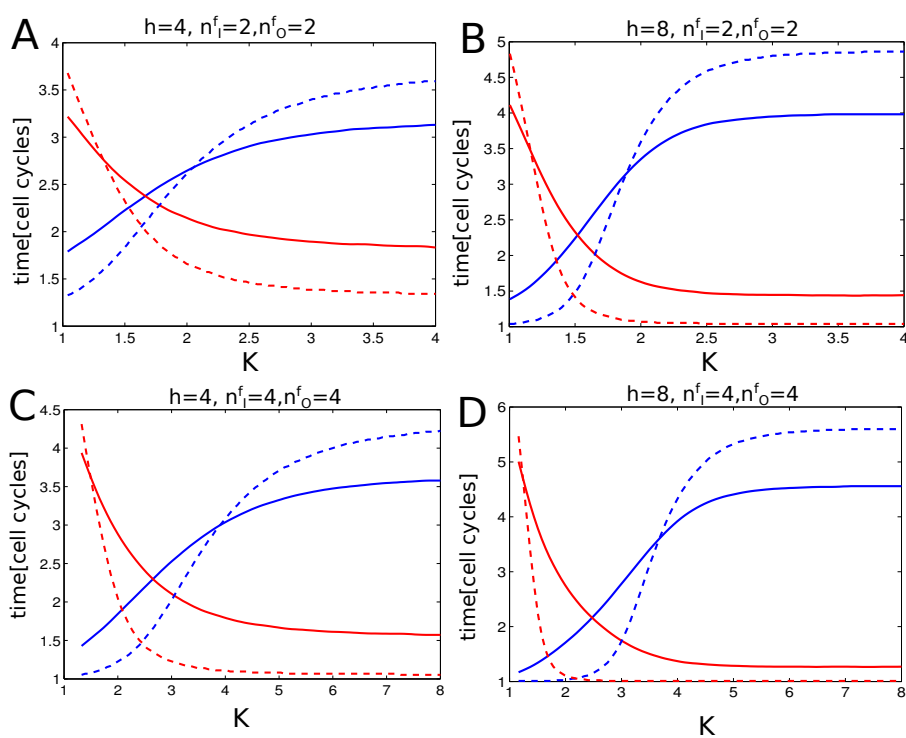 A
h=4, n^f_I=2,n^f_O=2
4
3.5
3
2.5
2
1.5
1
time[cell cycles]
1 1.5 2 2.5 3 3.5 4
K
B
h=8, n^f_I=2,n^f_O=2
5
4.5
4
3.5
3
2.5
2
1.5
1
time[cell cycles]
1 1.5 2 2.5 3 3.5 4
K
C
h=4, n^f_I=4,n^f_O=4
4.5
4
3.5
3
2.5
2
1.5
1
time[cell cycles]
1 2 3 4 5 6 7 8
K
D
h=8, n^f_I=4,n^f_O=4
6
5
4
3
2
1
time[cell cycles]
1 2 3 4 5 6 7 8
K